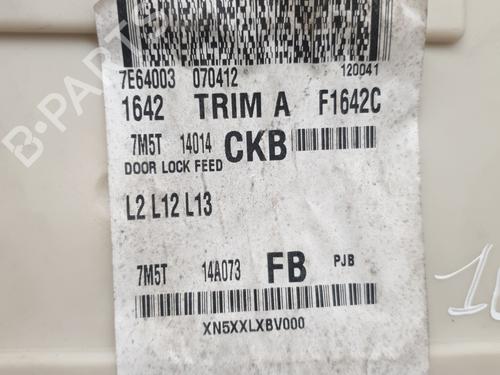 7E64003 070412 120041
1642 TRIM A F1642C
7M5T 14014 CKB
DOOR LOCK FEED
L2 L12 L13
7M5T 14A073 FB PJB
XN5XXLXBV000
B-PARTS